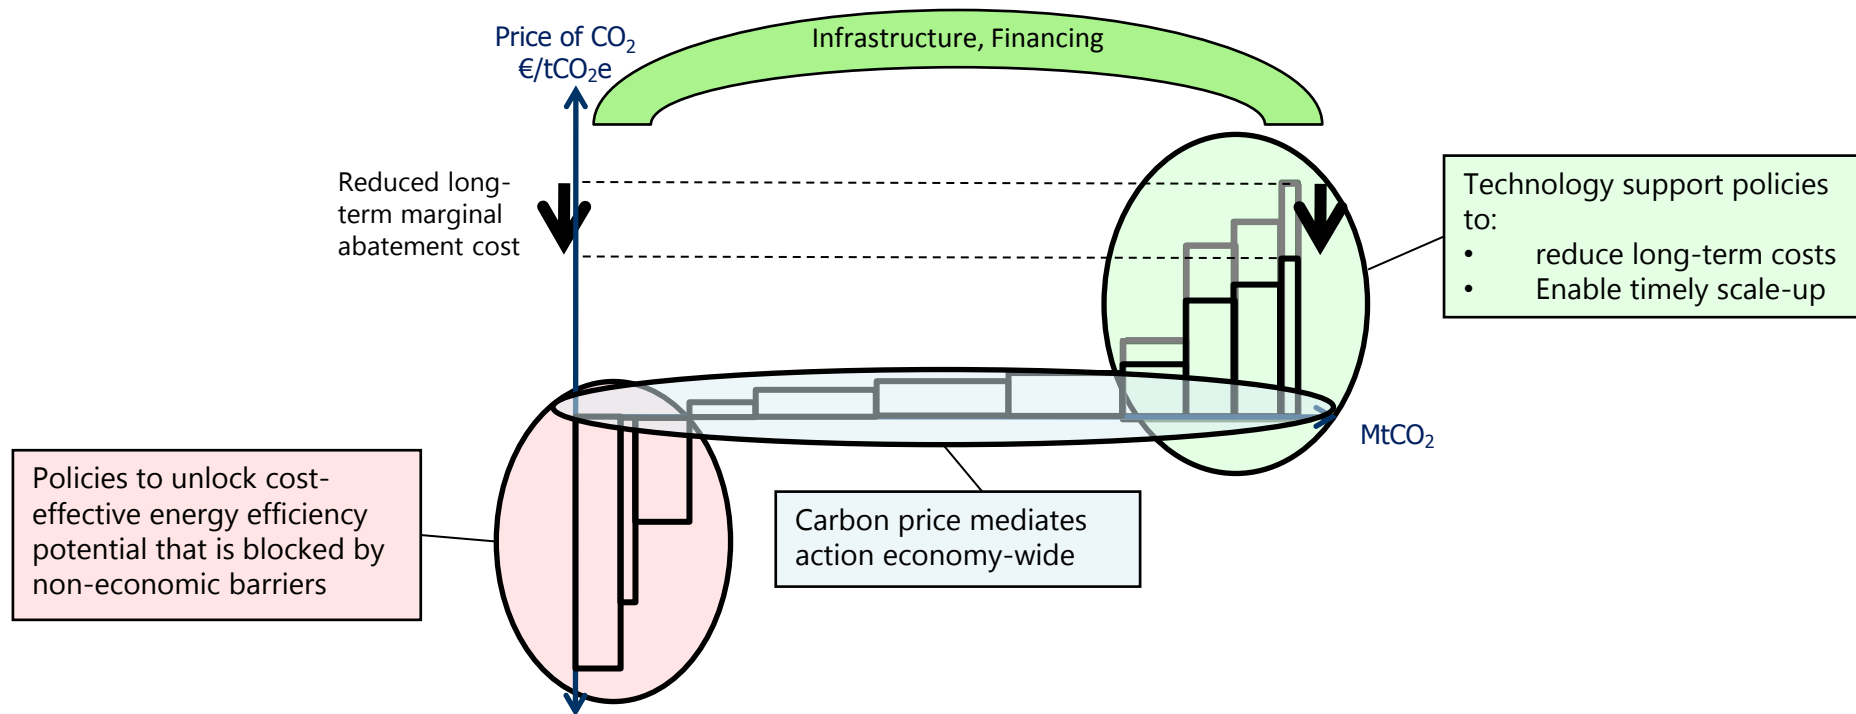 Price of CO₂
€/tCO₂e
Infrastructure, Financing
Reduced long-
term marginal
abatement cost
Technology support policies
to:
• reduce long-term costs
• Enable timely scale-up
MtCO₂
Policies to unlock cost-
effective energy efficiency
potential that is blocked by
non-economic barriers
Carbon price mediates
action economy-wide